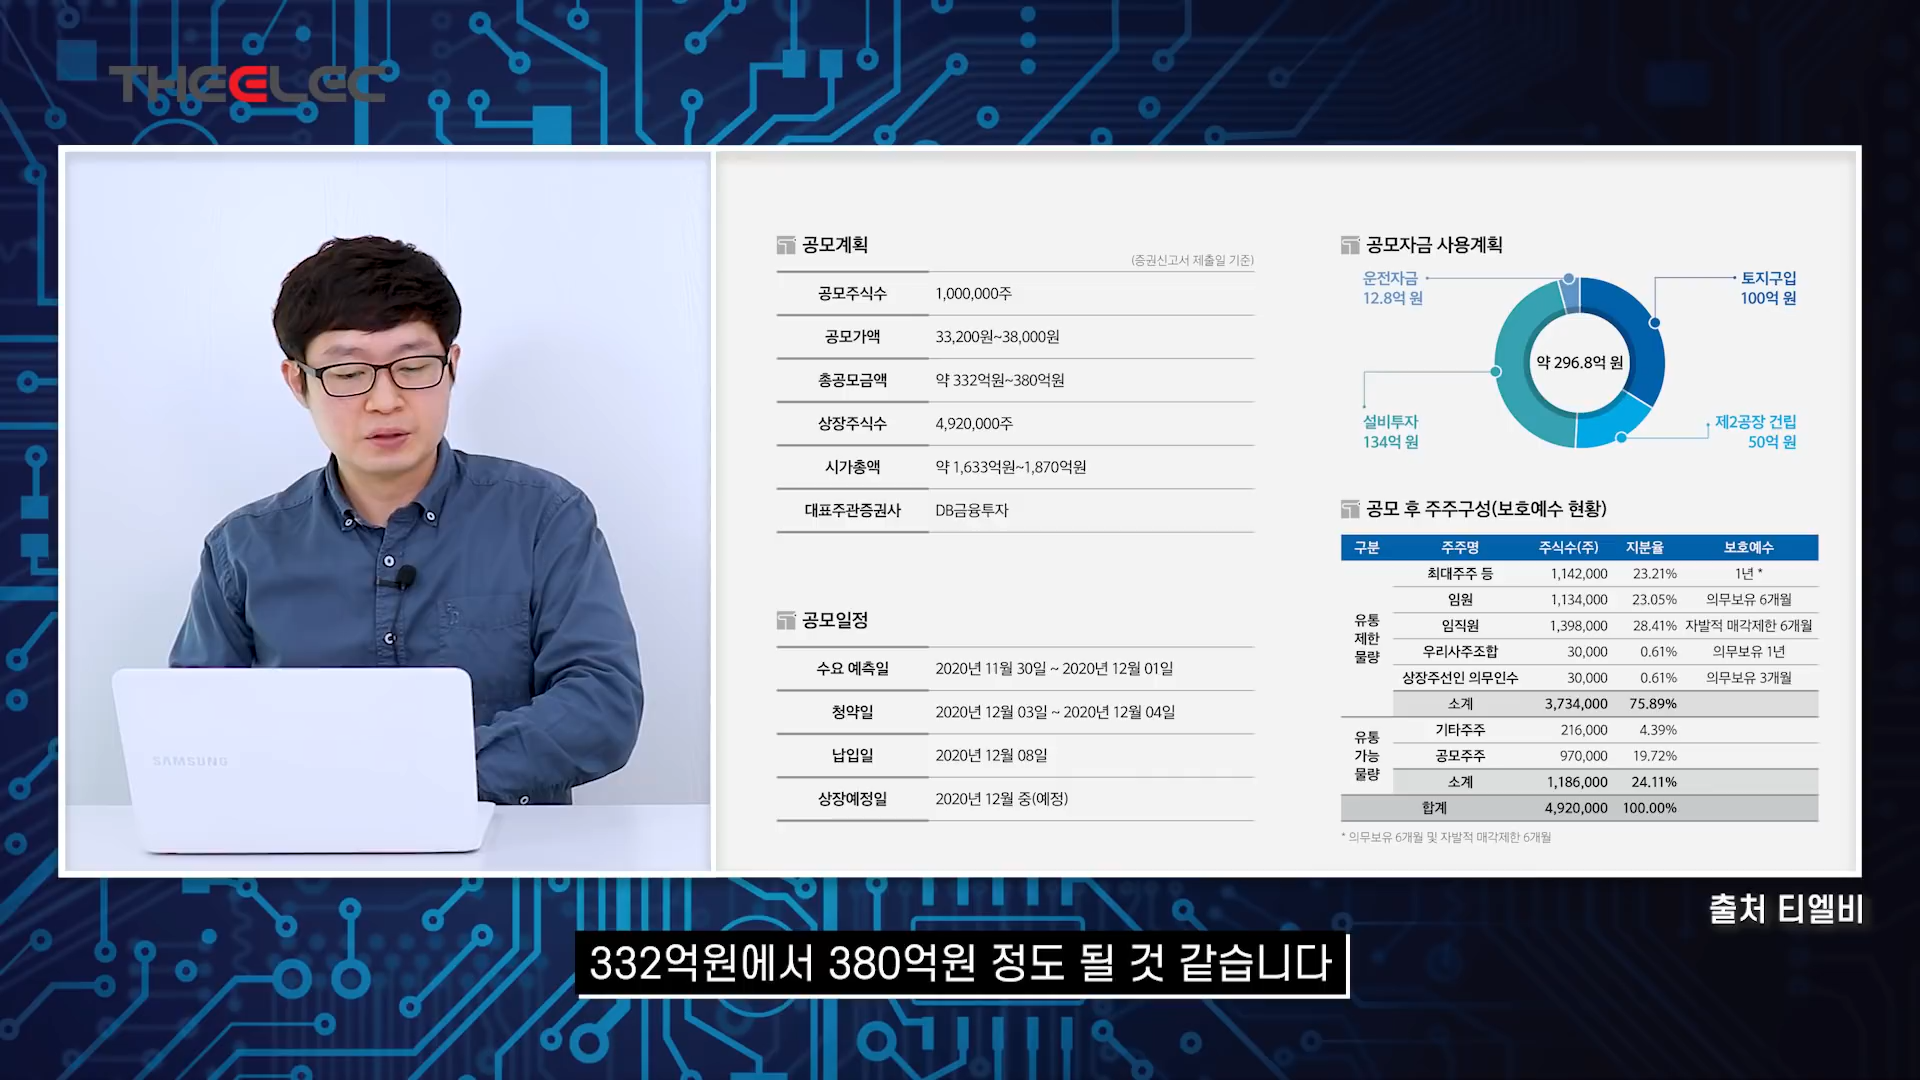 THEELEC
SAMSUNG
공모계획
(증권신고서 제출일 기준)
공모주식수 1,000,000주
공모가액 33,200원~38,000원
총공모금액 약 332억원~380억원
상장주식수 4,920,000주
시가총액 약 1,633억원~1,870억원
대표주관증권사 DB금융투자
공모일정
수요 예측일 2020년 11월 30일 ~ 2020년 12월 01일
청약일 2020년 12월 03일 ~ 2020년 12월 04일
납입일 2020년 12월 08일
상장예정일 2020년 12월 중(예정)
공모자금 사용계획
운전자금
12.8억 원
토지구입
100억 원
약 296.8억 원
설비투자
134억 원
제2공장 건립
50억 원
공모 후 주주구성(보호예수 현황)
구분 주주명 주식수(주) 지분율 보호예수
유통
제한
물량
최대주주 등 1,142,000 23.21% 1년 *
임원 1,134,000 23.05% 의무보유 6개월
임직원 1,398,000 28.41% 자발적 매각제한 6개월
우리사주조합 30,000 0.61% 의무보유 1년
상장주선인 의무인수 30,000 0.61% 의무보유 3개월
소계 3,734,000 75.89%
유통
가능
물량
기타주주 216,000 4.39%
공모주주 970,000 19.72%
소계 1,186,000 24.11%
합계 4,920,000 100.00%
* 의무보유 6개월 및 자발적 매각제한 6개월
출처 티엘비
332억원에서 380억원 정도 될 것 같습니다